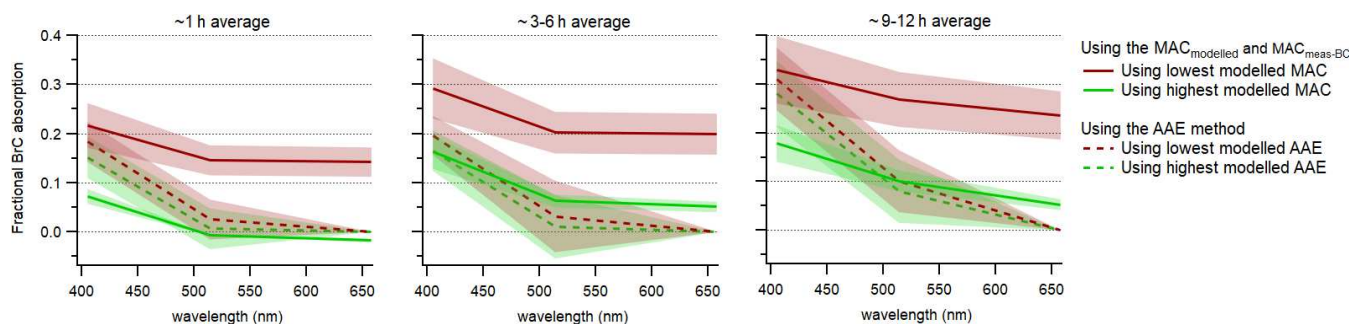 ~1 h average
~ 3-6 h average
~ 9-12 h average
Fractional BrC absorption
0.4
0.3
0.2
0.1
0.0
400 450 500 550 600 650
400 450 500 550 600 650
400 450 500 550 600 650
wavelength (nm)
wavelength (nm)
wavelength (nm)
Using the MACmodelled and MACmeas-BC
Using lowest modelled MAC
Using highest modelled MAC
Using the AAE method
Using lowest modelled AAE
Using highest modelled AAE